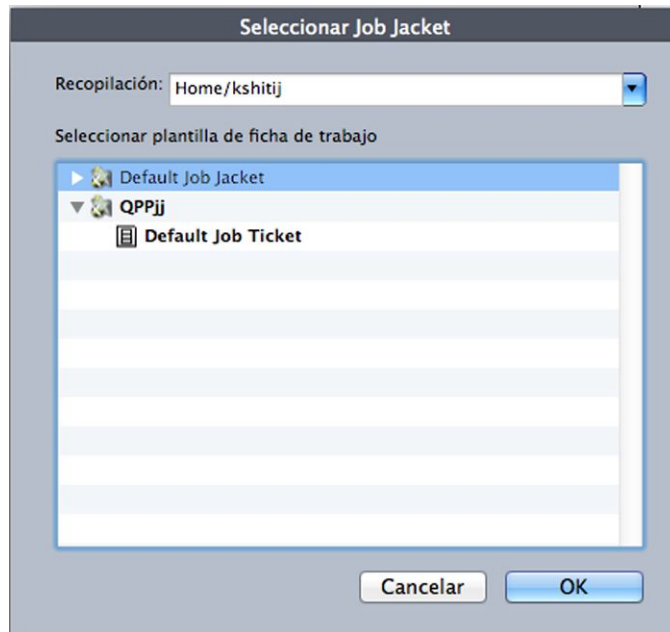 Seleccionar Job Jacket
Recopilación: Home/kshitij
Seleccionar plantilla de ficha de trabajo
Default Job Jacket
QPPjj
Default Job Ticket
Cancelar OK